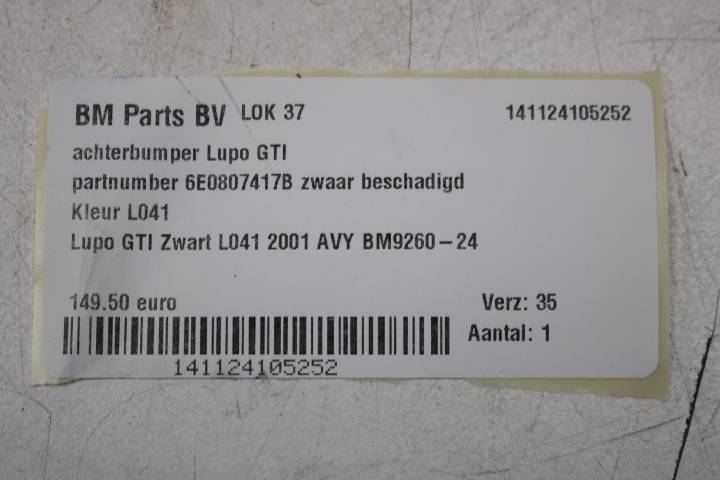 BM Parts BV LOK 37 141124105252
achterbumper Lupo GTI
partnumber 6E0807417B zwaar beschadigd
Kleur L041
Lupo GTI Zwart L041 2001 AVY BM9260-24
149.50 euro Verz: 35
Aantal: 1
141124105252